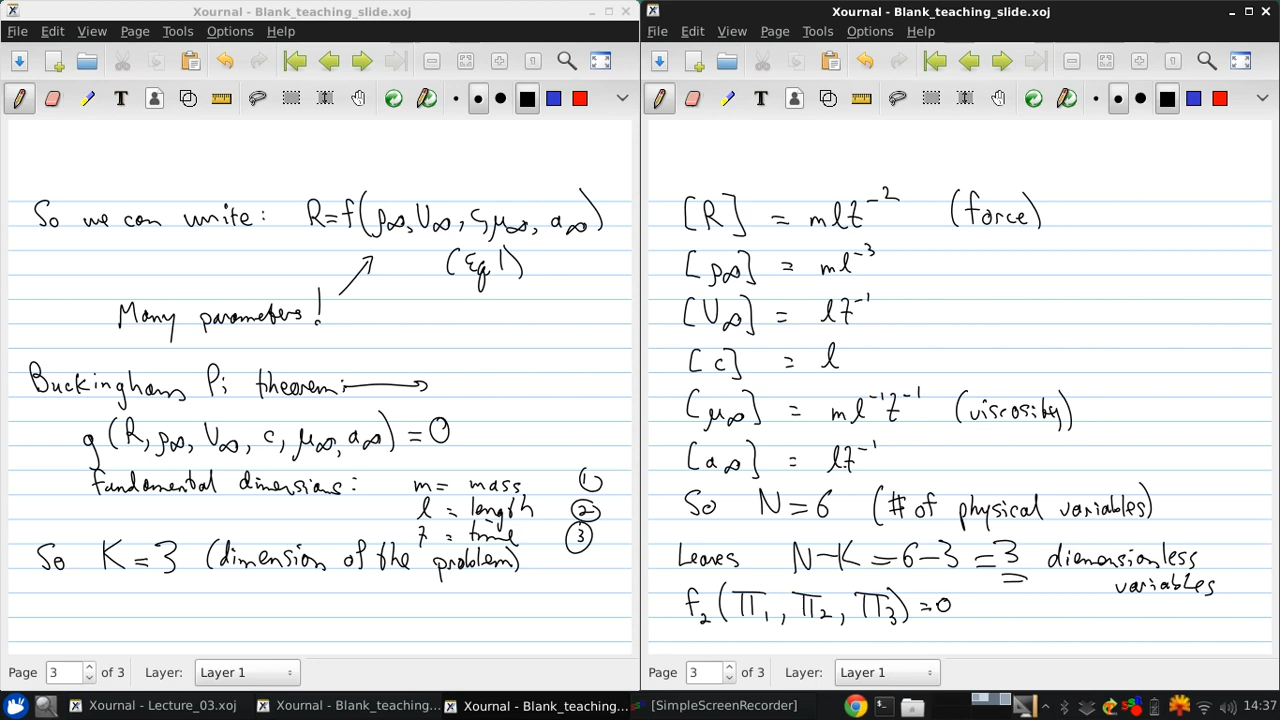 Xournal - Blank_teaching_slide.xoj
File Edit View Page Tools Options Help
So we can write: R=f(ρ∞,V∞, c,μ∞, a∞)
(Eq 1)
Many parameters!
Buckinghams Pi theorem:
g(R, ρ∞, V∞, c, μ∞, a∞) = 0
fundamental dimensions: m = mass ①
l = length ②
t = time ③
So K = 3 (dimension of the problem)
Page 3 of 3 Layer: Layer 1
Xournal - Blank_teaching_slide.xoj
File Edit View Page Tools Options Help
[R] = mlt⁻² (force)
[ρ∞] = ml⁻³
[V∞] = lt⁻¹
[c] = l
[μ∞] = ml⁻¹t⁻¹ (viscosity)
[a∞] = lt⁻¹
So N = 6 (# of physical variables)
Leaves N-K = 6-3 = 3 diemensionless
variables
f₂(Π₁, Π₂, Π₃) = 0
Page 3 of 3 Layer: Layer 1
Xournal - Lecture_03.xoj Xournal - Blank_teaching... Xournal - Blank_teaching... [SimpleScreenRecorder] 14:37